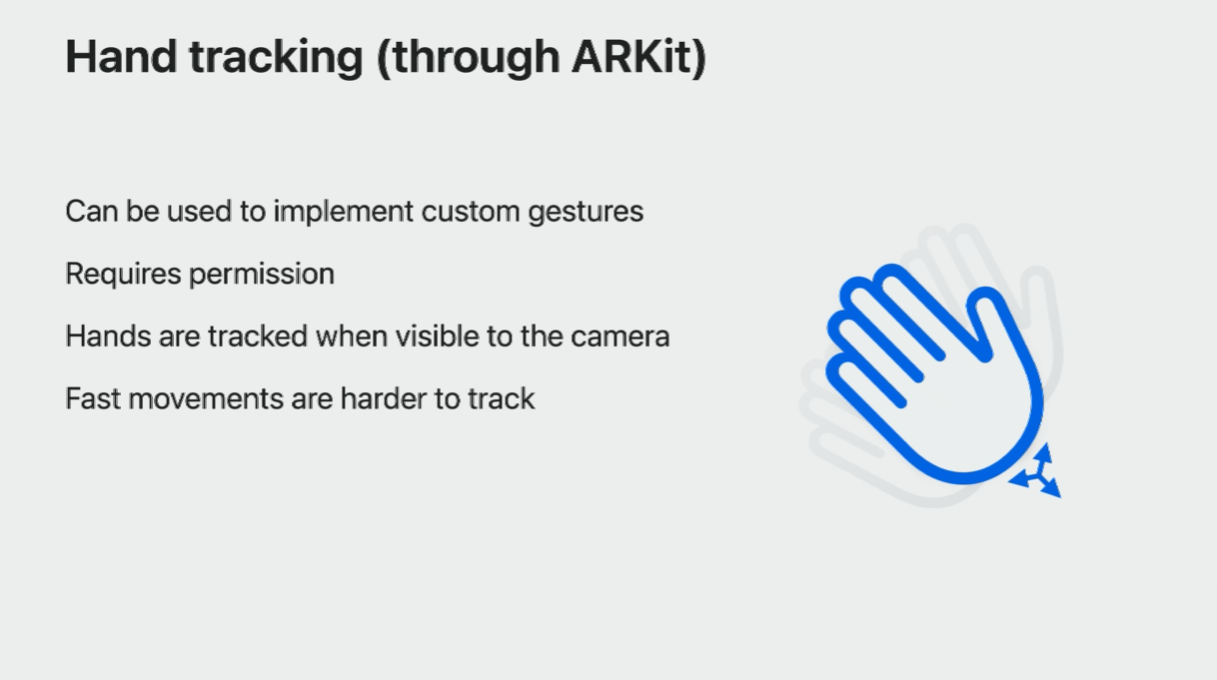 Hand tracking (through ARKit)
Can be used to implement custom gestures
Requires permission
Hands are tracked when visible to the camera
Fast movements are harder to track